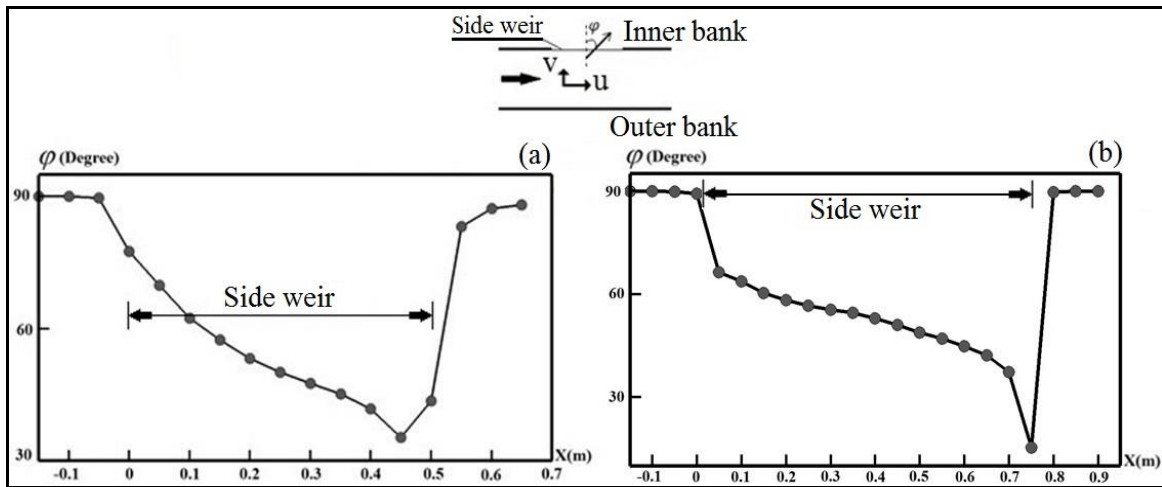 Side weir
φ
Inner bank
v
u
Outer bank
φ (Degree)
(a)
90
Side weir
60
30
-0.1 0 0.1 0.2 0.3 0.4 0.5 0.6 0.7
X(m)
φ (Degree)
(b)
90
Side weir
60
30
-0.1 0 0.1 0.2 0.3 0.4 0.5 0.6 0.7 0.8 0.9
X(m)